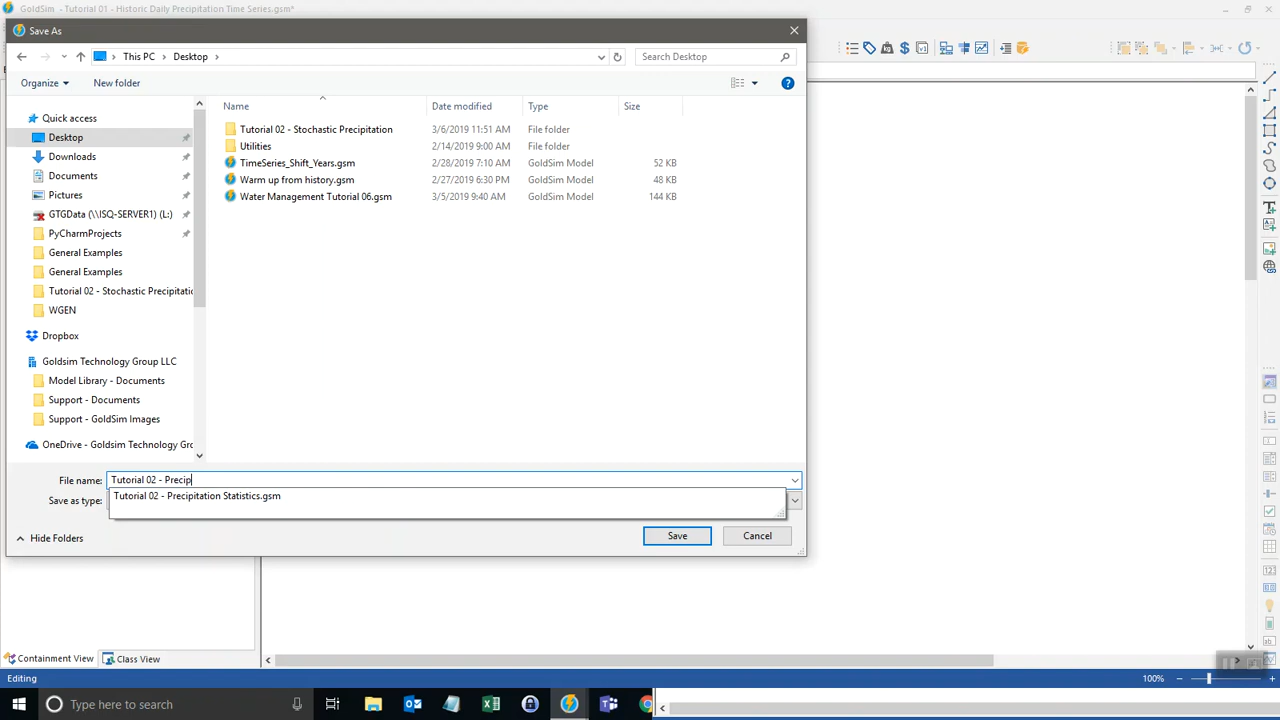 GoldSim - Tutorial 01 - Historic Daily Precipitation Time Series.gsm*
Save As
This PC
Desktop
Search Desktop
Organize
New folder
Name
Date modified
Type
Size
Quick access
Desktop
Downloads
Documents
Pictures
GTGData (\\ISQ-SERVER1) (L:)
PyCharmProjects
General Examples
General Examples
Tutorial 02 - Stochastic Precipitatic
WGEN
Dropbox
Goldsim Technology Group LLC
Model Library - Documents
Support - Documents
Support - GoldSim Images
OneDrive - Goldsim Technology Grc
Tutorial 02 - Stochastic Precipitation 3/6/2019 11:51 AM File folder
Utilities 2/14/2019 9:00 AM File folder
TimeSeries_Shift_Years.gsm 2/28/2019 7:10 AM GoldSim Model 52 KB
Warm up from history.gsm 2/27/2019 6:30 PM GoldSim Model 48 KB
Water Management Tutorial 06.gsm 3/5/2019 9:40 AM GoldSim Model 144 KB
File name: Tutorial 02 - Precip
Tutorial 02 - Precipitation Statistics.gsm
Save as type:
Hide Folders
Save
Cancel
Containment View
Class View
Editing
100%
Type here to search